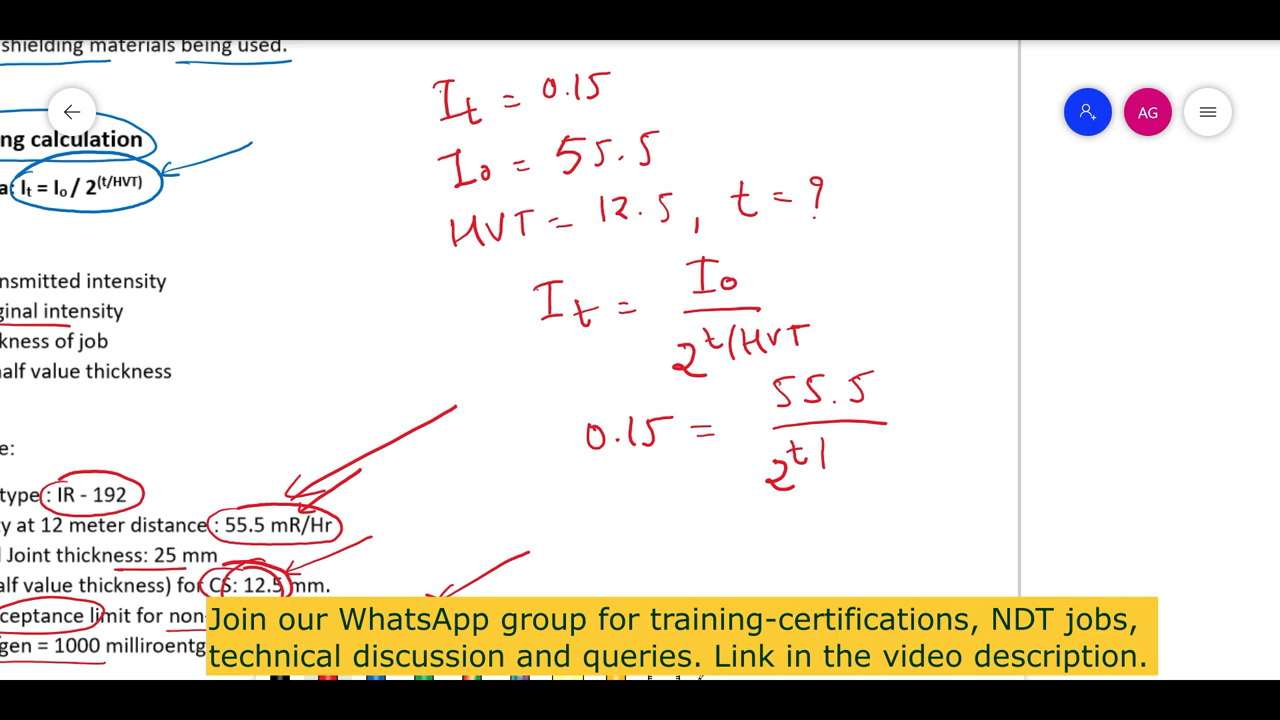 shielding materials being used.
ng calculation
a: It = Io / 2(t/HVT)
nsmitted intensity
ginal intensity
kness of job
half value thickness
e:
type : IR - 192
ty at 12 meter distance : 55.5 mR/Hr
d Joint thickness: 25 mm
alf value thickness) for CS: 12.5 mm.
ceptance limit for non-
gen = 1000 milliroentg
It = 0.15
Io = 55.5
HVT = 12.5, t = ?
It = Io / 2^t/HVT
0.15 = 55.5 / 2^t/
AG
Join our WhatsApp group for training-certifications, NDT jobs,
technical discussion and queries. Link in the video description.